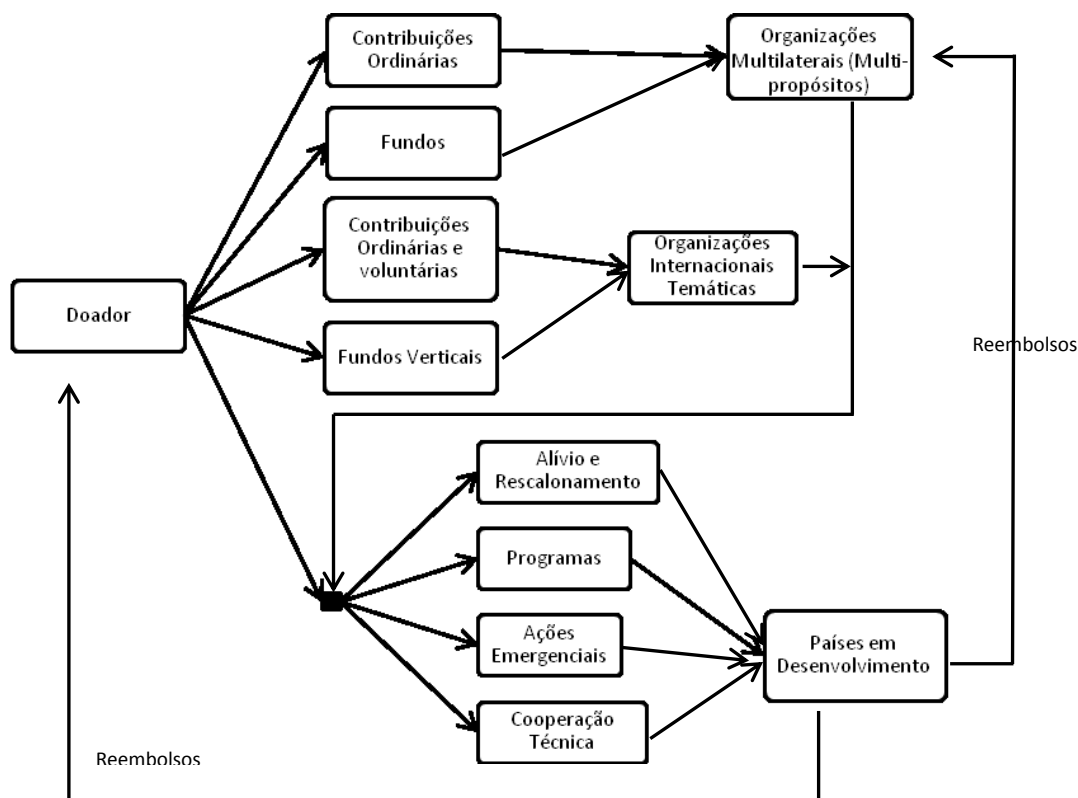 Contribuições
Ordinárias
Organizações
Multilaterais (Multi-
propósitos)
Fundos
Contribuições
Ordinárias e
voluntárias
Organizações
Internacionais
Temáticas
Doador
Fundos Verticais
Reembolsos
Alívio e
Rescalonamento
Programas
Ações
Emergenciais
Países em
Desenvolvimento
Cooperação
Técnica
Reembolsos